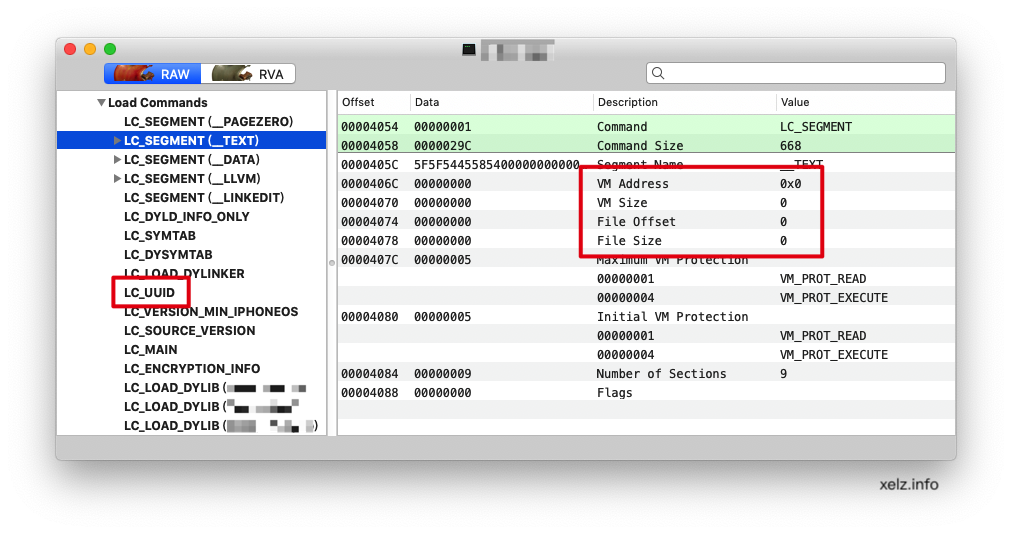 RAW RVA
Load Commands
LC_SEGMENT (__PAGEZERO)
LC_SEGMENT (__TEXT)
LC_SEGMENT (__DATA)
LC_SEGMENT (__LLVM)
LC_SEGMENT (__LINKEDIT)
LC_DYLD_INFO_ONLY
LC_SYMTAB
LC_DYSYMTAB
LC_LOAD_DYLINKER
LC_UUID
LC_VERSION_MIN_IPHONEOS
LC_SOURCE_VERSION
LC_MAIN
LC_ENCRYPTION_INFO
LC_LOAD_DYLIB (
LC_LOAD_DYLIB (
LC_LOAD_DYLIB ( )
Offset Data Description Value
00004054 00000001 Command LC_SEGMENT
00004058 0000029C Command Size 668
0000405C 5F5F5445585400000000000... Segment Name __TEXT
0000406C 00000000 VM Address 0x0
00004070 00000000 VM Size 0
00004074 00000000 File Offset 0
00004078 00000000 File Size 0
0000407C 00000005 Maximum VM Protection
00000001 VM_PROT_READ
00000004 VM_PROT_EXECUTE
00004080 00000005 Initial VM Protection
00000001 VM_PROT_READ
00000004 VM_PROT_EXECUTE
00004084 00000009 Number of Sections 9
00004088 00000000 Flags
xelz.info